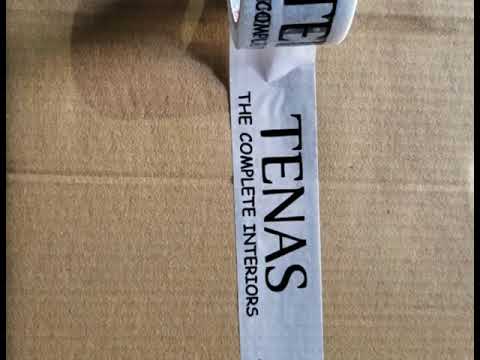 TENAS
THE COMPLETE INTERIORS